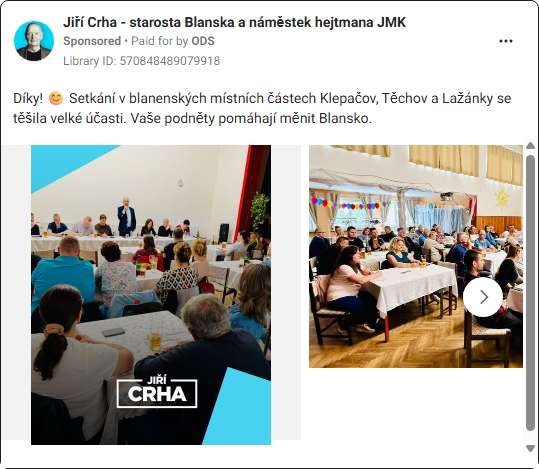 Jiří Crha - starosta Blanska a náměstek hejtmana JMK
Sponsored • Paid for by ODS
Library ID: 570848489079918
Díky! 😊 Setkání v blanenských místních částech Klepačov, Těchov a Lažánky se
těšila velké účasti. Vaše podněty pomáhají měnit Blansko.
JIŘÍ
CRHA